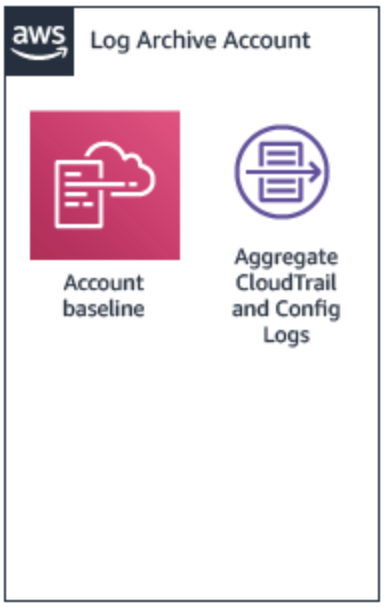 aws
Log Archive Account
Account
baseline
Aggregate
CloudTrail
and Config
Logs